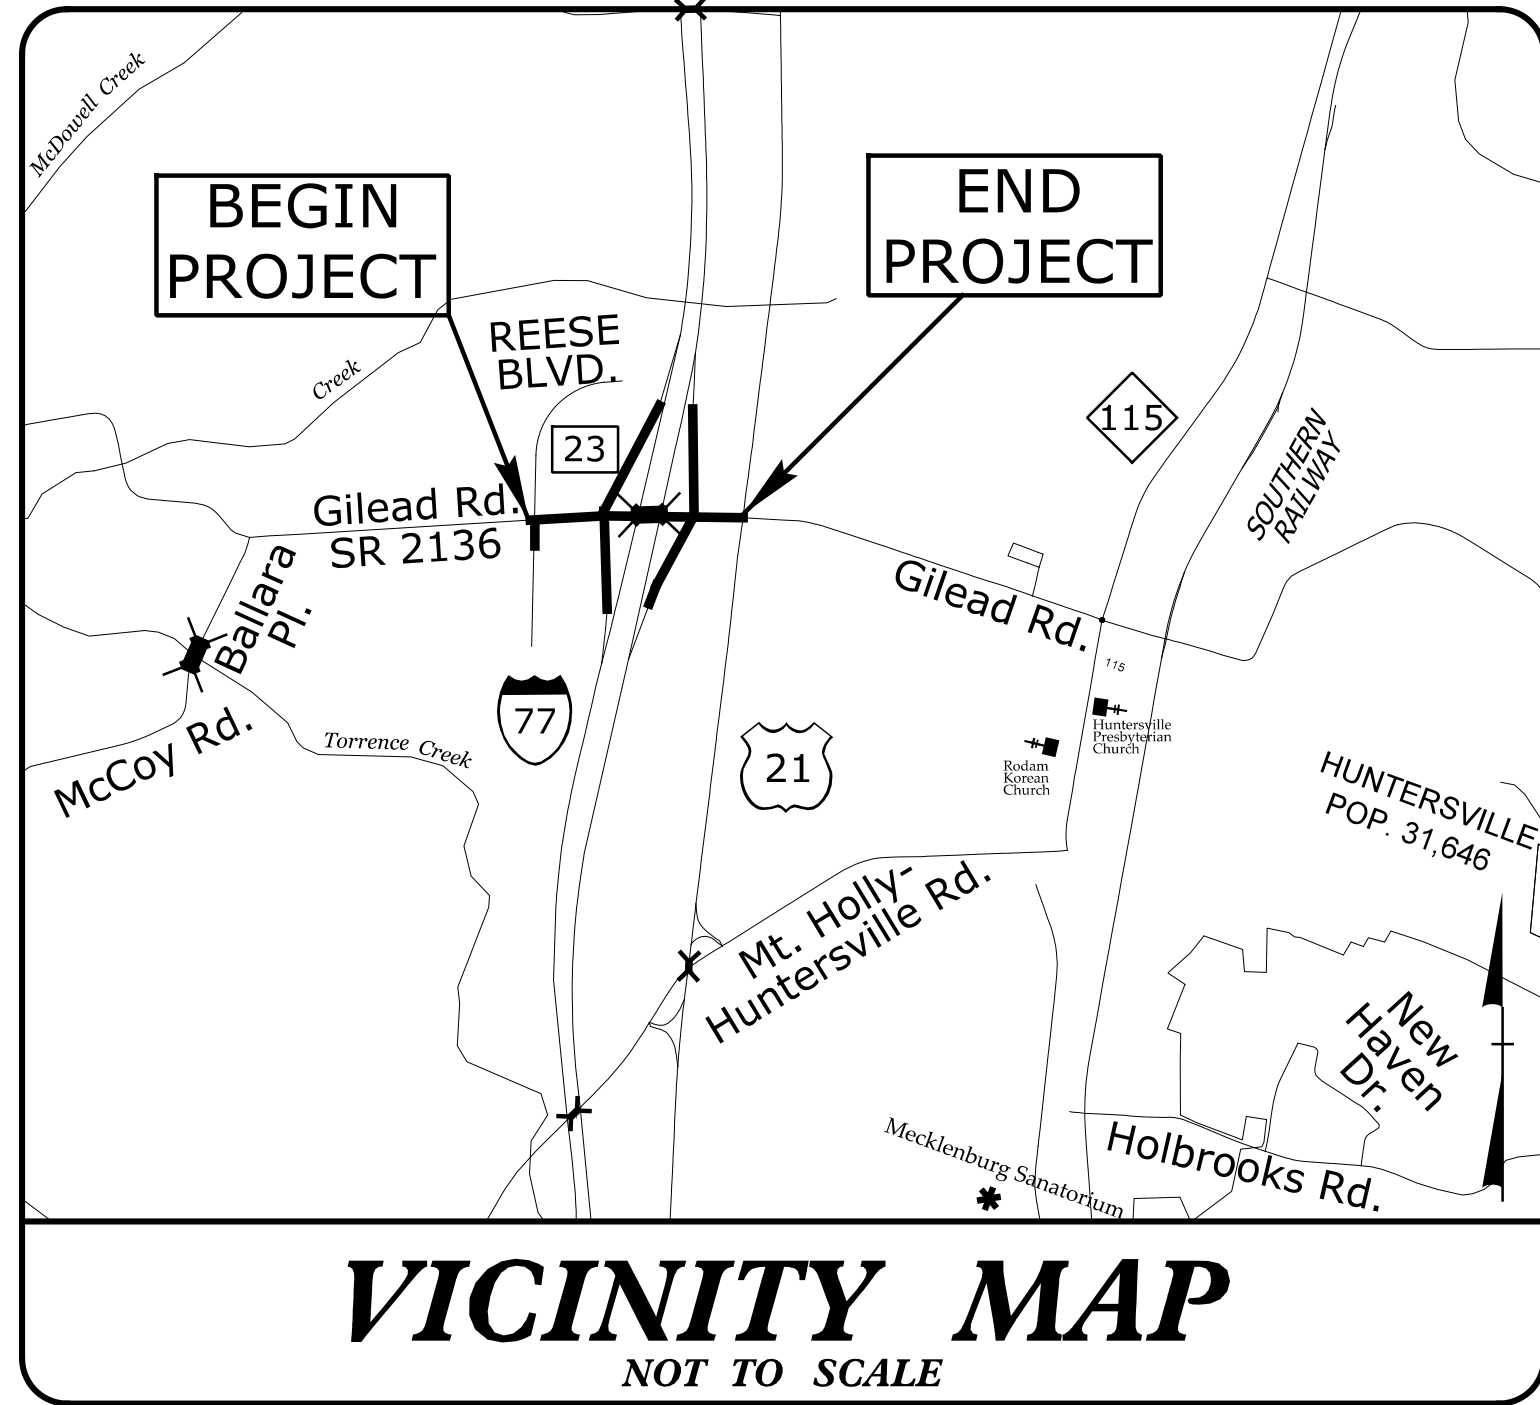 McDowell Creek
BEGIN
PROJECT
END
PROJECT
REESE
BLVD.
Creek
23
115
SOUTHERN
RAILWAY
Gilead Rd.
SR 2136
Ballara
Pl.
Gilead Rd.
115
McCoy Rd.
Torrence Creek
77
21
Huntersville
Presbyterian
Church
Rodam
Korean
Church
HUNTERSVILLE
POP. 31,646
Mt. Holly-
Huntersville Rd.
New
Haven
Dr.
Mecklenburg Sanatorium
Holbrooks Rd.
VICINITY MAP
NOT TO SCALE